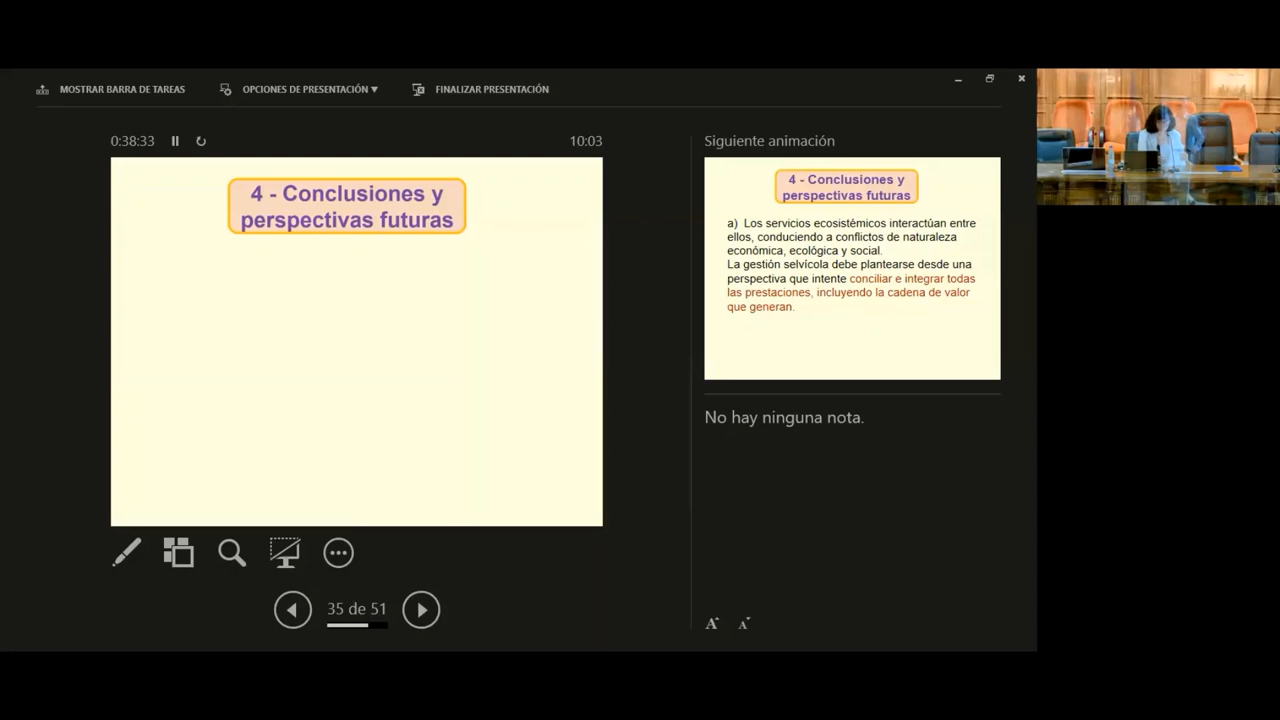 MOSTRAR BARRA DE TAREAS
OPCIONES DE PRESENTACIÓN ▼
FINALIZAR PRESENTACIÓN
0:38:33
10:03
4 - Conclusiones y
perspectivas futuras
35 de 51
Siguiente animación
4 - Conclusiones y
perspectivas futuras
a) Los servicios ecosistémicos interactúan entre
ellos, conduciendo a conflictos de naturaleza
económica, ecológica y social.
La gestión selvícola debe plantearse desde una
perspectiva que intente conciliar e integrar todas
las prestaciones, incluyendo la cadena de valor
que generan.
No hay ninguna nota.
A A